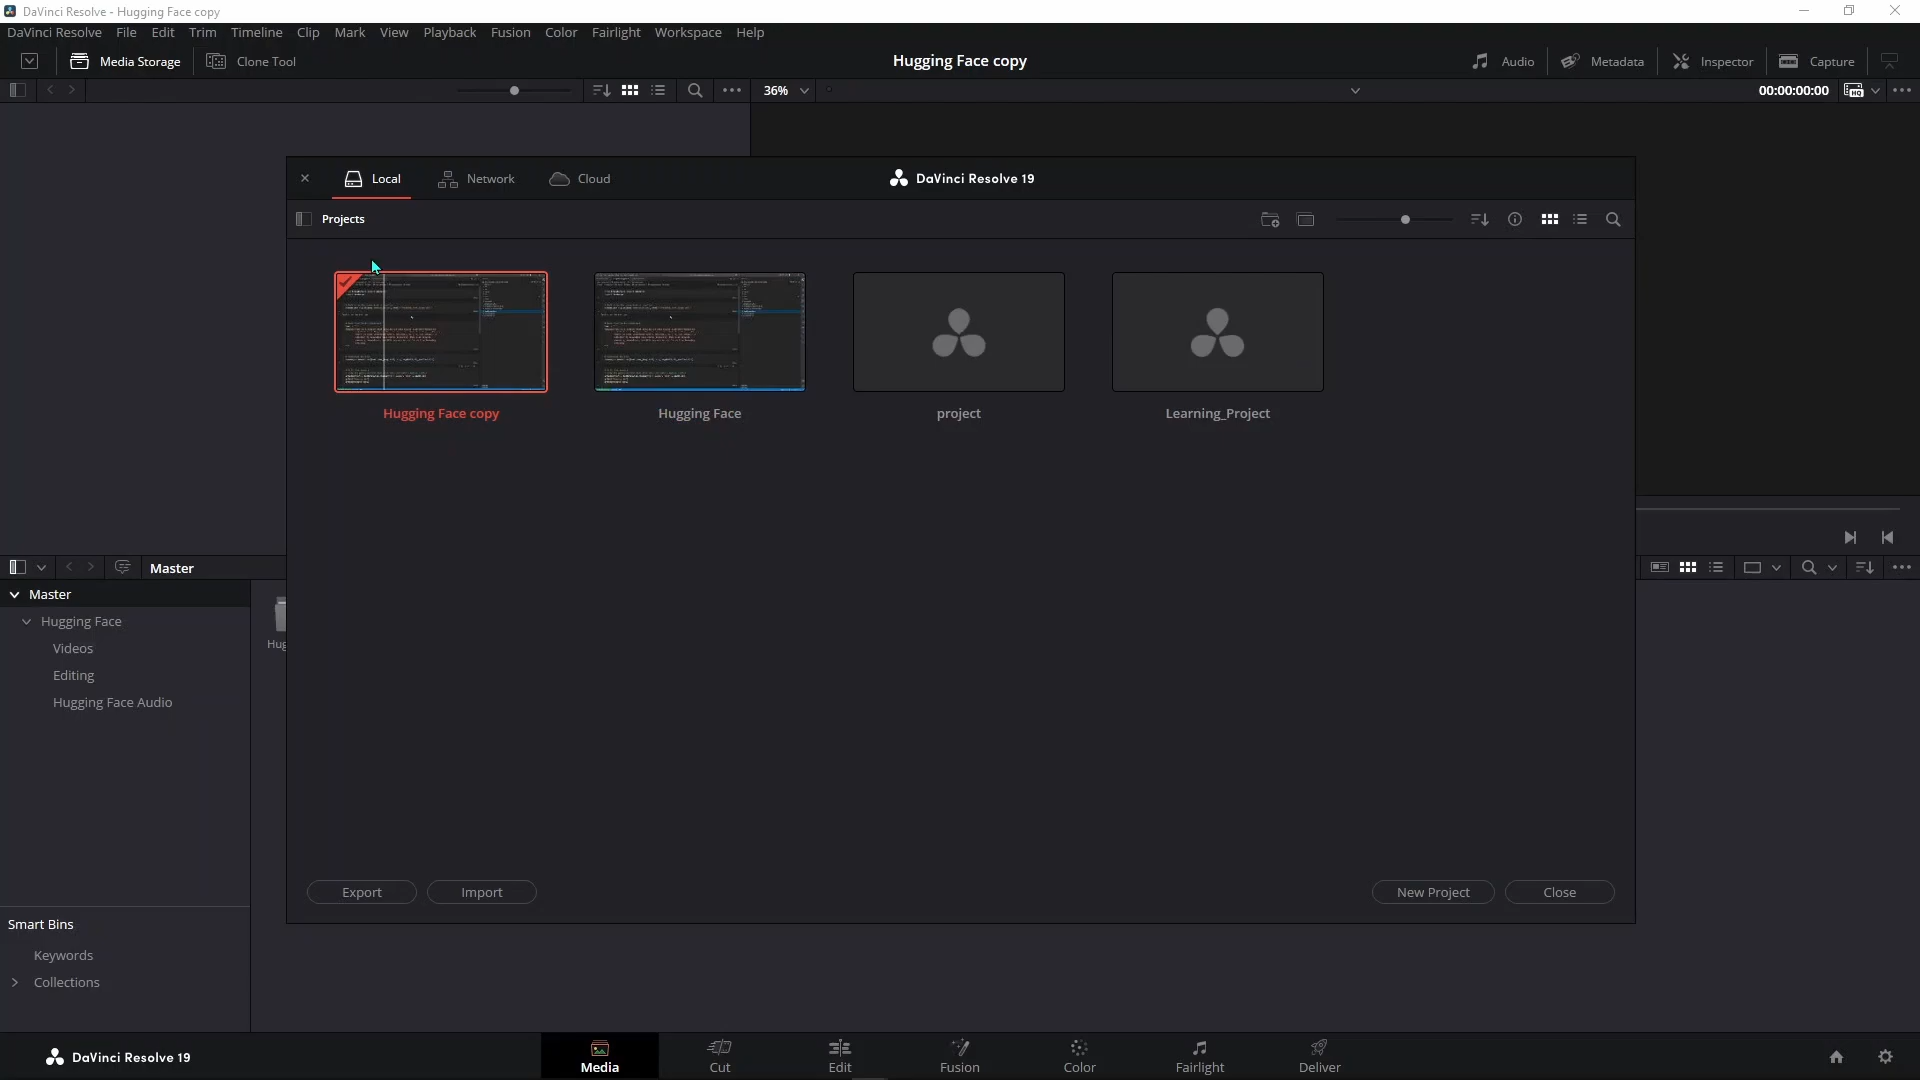 DaVinci Resolve - Hugging Face copy
DaVinci Resolve File Edit Trim Timeline Clip Mark View Playback Fusion Color Fairlight Workspace Help
Media Storage Clone Tool Hugging Face copy Audio Metadata Inspector Capture
36% 00:00:00:00 HQ
Local Network Cloud DaVinci Resolve 19
Projects
Hugging Face copy Hugging Face project Learning_Project
Master
Master
Hugging Face
Hug
Videos
Editing
Hugging Face Audio
Export Import New Project Close
Smart Bins
Keywords
Collections
DaVinci Resolve 19
Media Cut Edit Fusion Color Fairlight Deliver